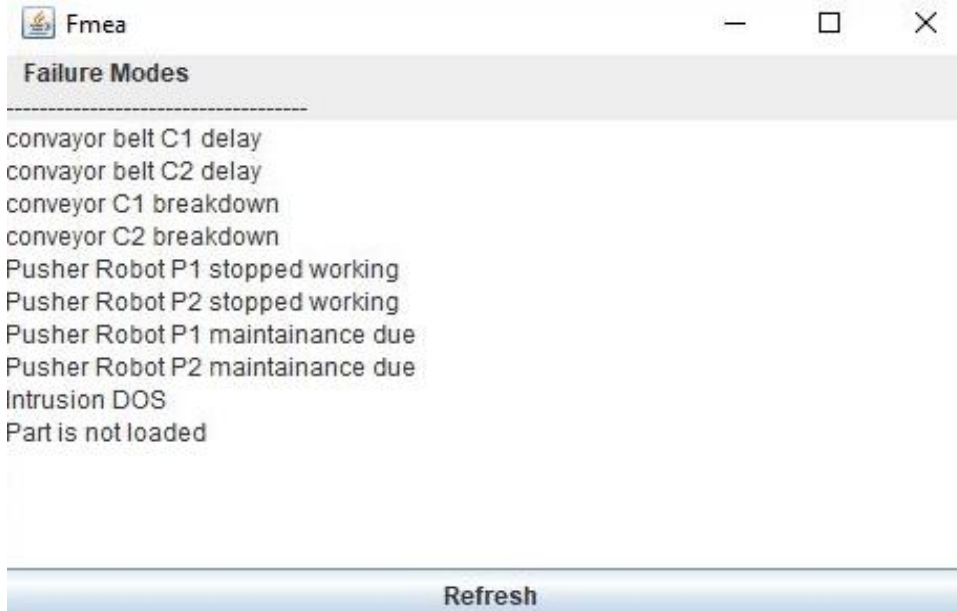 Fmea
Failure Modes
------------------------------------
convayor belt C1 delay
convayor belt C2 delay
conveyor C1 breakdown
conveyor C2 breakdown
Pusher Robot P1 stopped working
Pusher Robot P2 stopped working
Pusher Robot P1 maintainance due
Pusher Robot P2 maintainance due
Intrusion DOS
Part is not loaded
Refresh